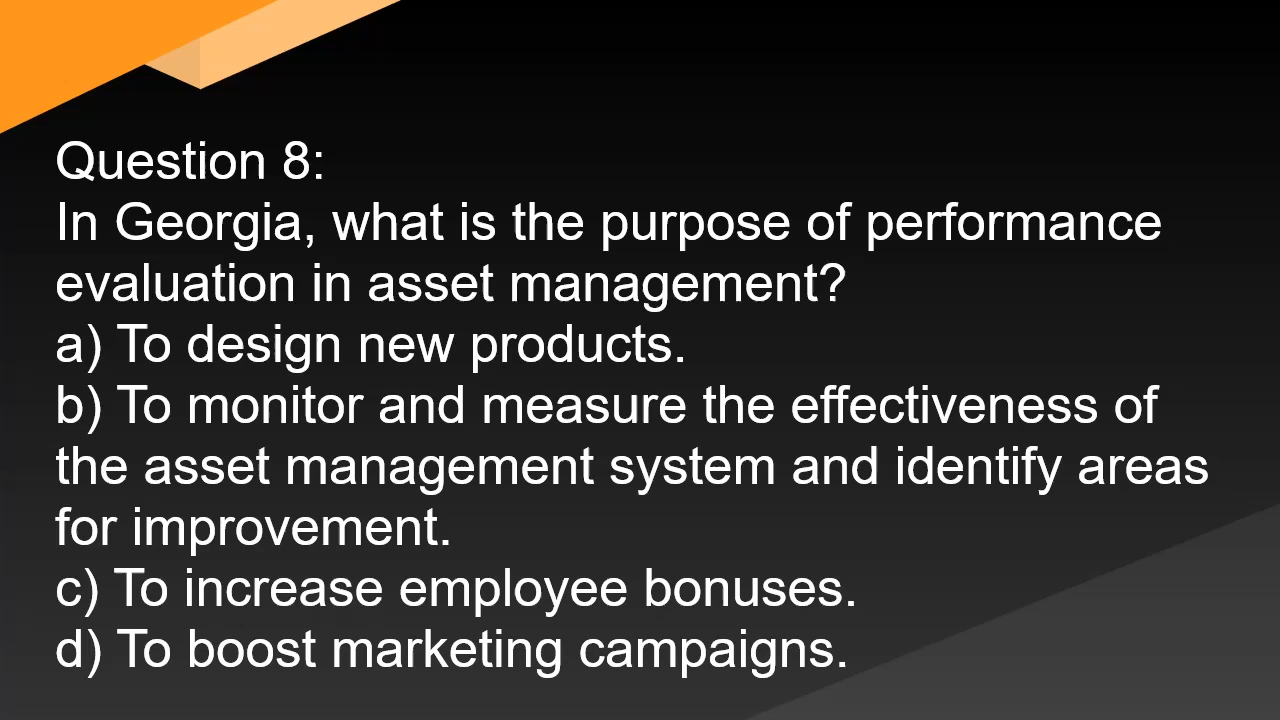 Question 8:
In Georgia, what is the purpose of performance
evaluation in asset management?
a) To design new products.
b) To monitor and measure the effectiveness of
the asset management system and identify areas
for improvement.
c) To increase employee bonuses.
d) To boost marketing campaigns.